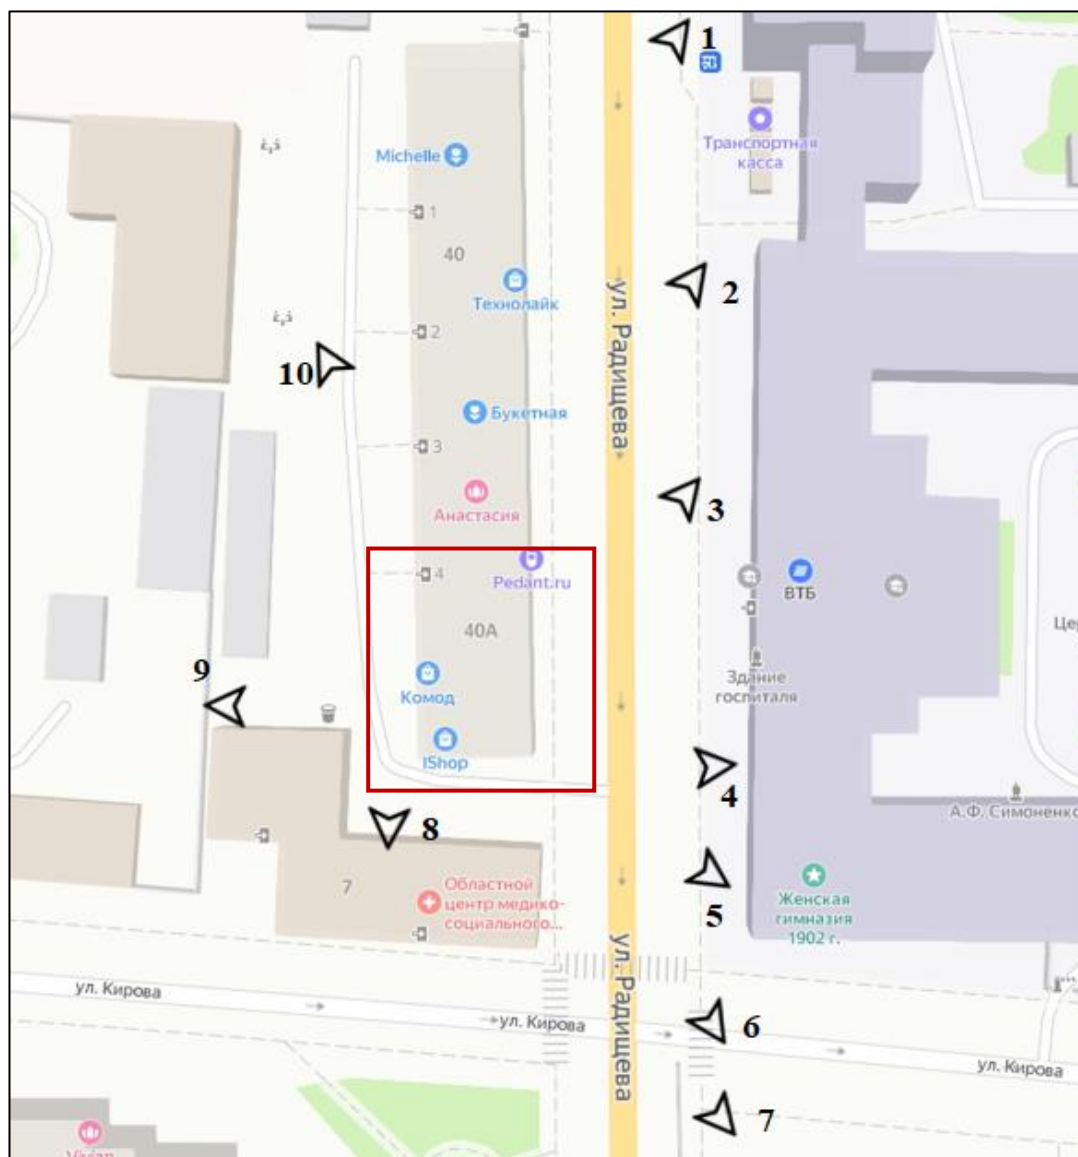 1
Транспортная
касса
Michelle
1
40
Технолайк
2
2
10
ул. Радищева
Букетная
3
Анастасия
3
4
Pedant.ru
ВТБ
40А
9
Здание
госпиталя
Комод
IShop
4
А.Ф. Симоненко
8
7
Областной
центр медико-
социального...
5
Женская
гимназия
1902 г.
ул. Радищева
ул. Кирова
ул. Кирова
6
ул. Кирова
7